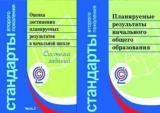 стандарты
второго поколения
Оценка
достижения
планируемых
результатов
в начальной школе
Система
заданий
стандарты
второго поколения
Планируемые
результаты
начального
общего
образования